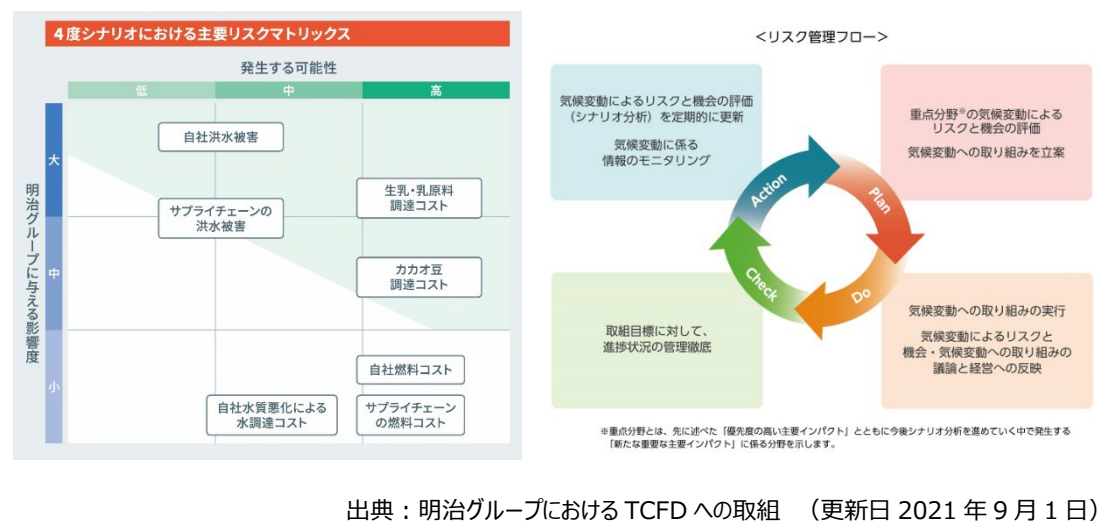 4度シナリオにおける主要リスクマトリックス
発生する可能性
低
中
高
明治グループに与える影響度
大
中
小
自社洪水被害
生乳・乳原料
調達コスト
サプライチェーンの
洪水被害
カカオ豆
調達コスト
自社燃料コスト
自社水質悪化による
水調達コスト
サプライチェーン
の燃料コスト
<リスク管理フロー>
気候変動によるリスクと機会の評価
（シナリオ分析）を定期的に更新
気候変動に係る
情報のモニタリング
重点分野※の気候変動による
リスクと機会の評価
気候変動への取り組みを立案
Action
Plan
Check
Do
取組目標に対して、
進捗状況の管理徹底
気候変動への取り組みの実行
気候変動によるリスクと
機会・気候変動への取り組みの
議論と経営への反映
※重点分野とは、先に述べた「優先度の高い主要インパクト」とともに今後シナリオ分析を進めていく中で発生する
「新たな重要な主要インパクト」に係る分野を示します。
出典：明治グループにおける TCFD への取組　（更新日 2021 年 9 月 1 日）